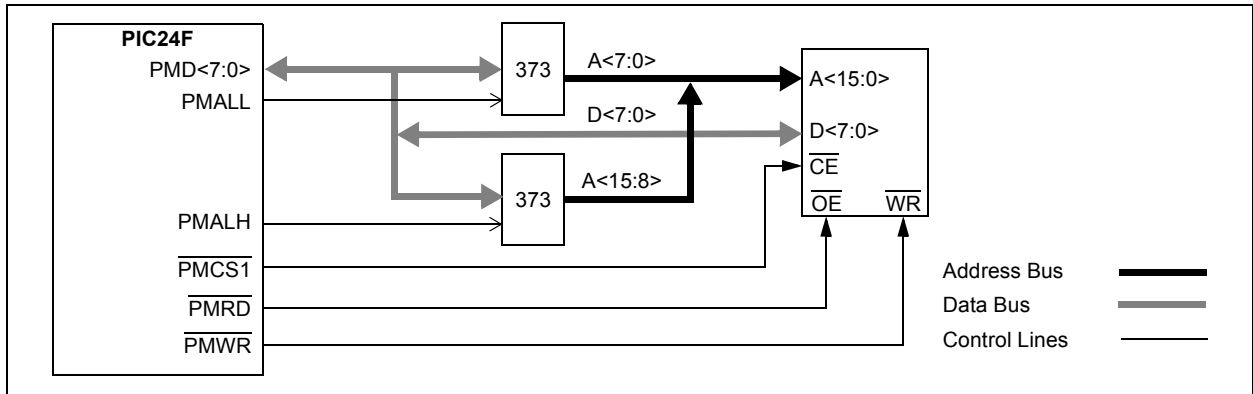 PIC24F
PMD<7:0>
PMALL
PMALH
PMCS1
PMRD
PMWR
373
373
A<7:0>
D<7:0>
A<15:8>
A<15:0>
D<7:0>
CE
OE WR
Address Bus
Data Bus
Control Lines